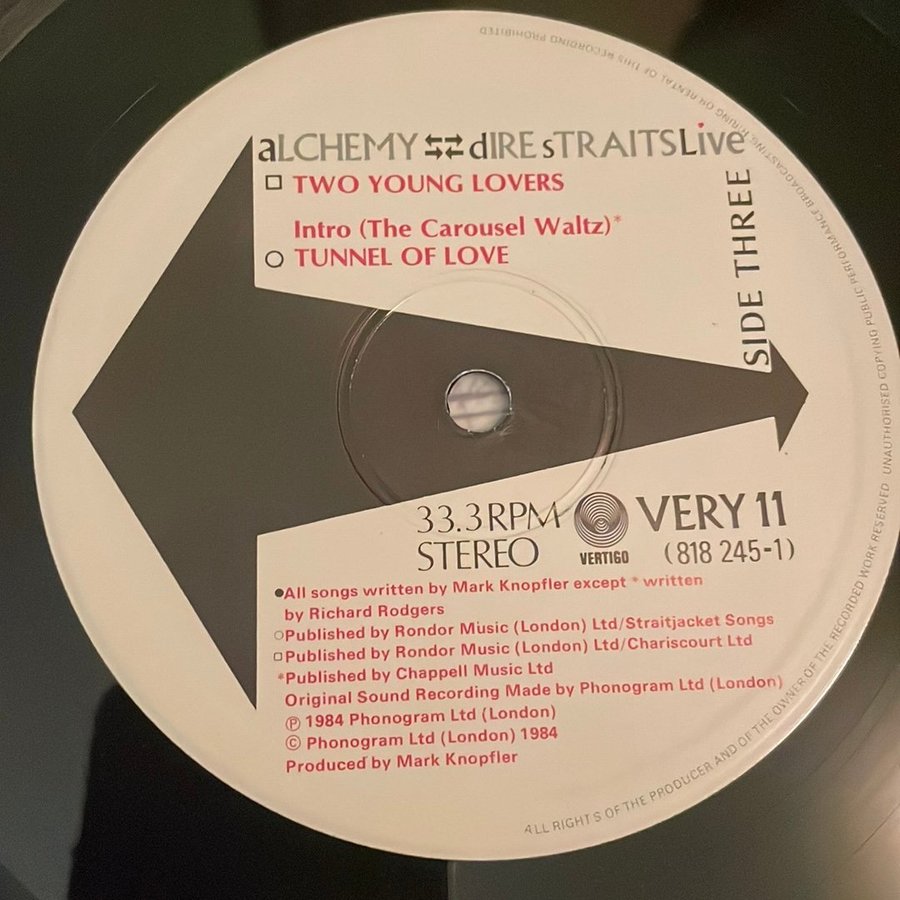 aLCHEMY ⇆ dIRE sTRAITS Live
□ TWO YOUNG LOVERS
Intro (The Carousel Waltz)*
○ TUNNEL OF LOVE
SIDE THREE
33.3 RPM
STEREO
VERTIGO
VERY 11
(818 245-1)
●All songs written by Mark Knopfler except * written
by Richard Rodgers
○Published by Rondor Music (London) Ltd/Straitjacket Songs
□Published by Rondor Music (London) Ltd/Chariscourt Ltd
*Published by Chappell Music Ltd
Original Sound Recording Made by Phonogram Ltd (London)
Ⓟ 1984 Phonogram Ltd (London)
© Phonogram Ltd (London) 1984
Produced by Mark Knopfler
ALL RIGHTS OF THE PRODUCER AND OF THE OWNER OF THE RECORDED WORK RESERVED UNAUTHORISED COPYING PUBLIC PERFORMANCE BROADCASTING, HIRING OR RENTAL OF THIS RECORDING PROHIBITED